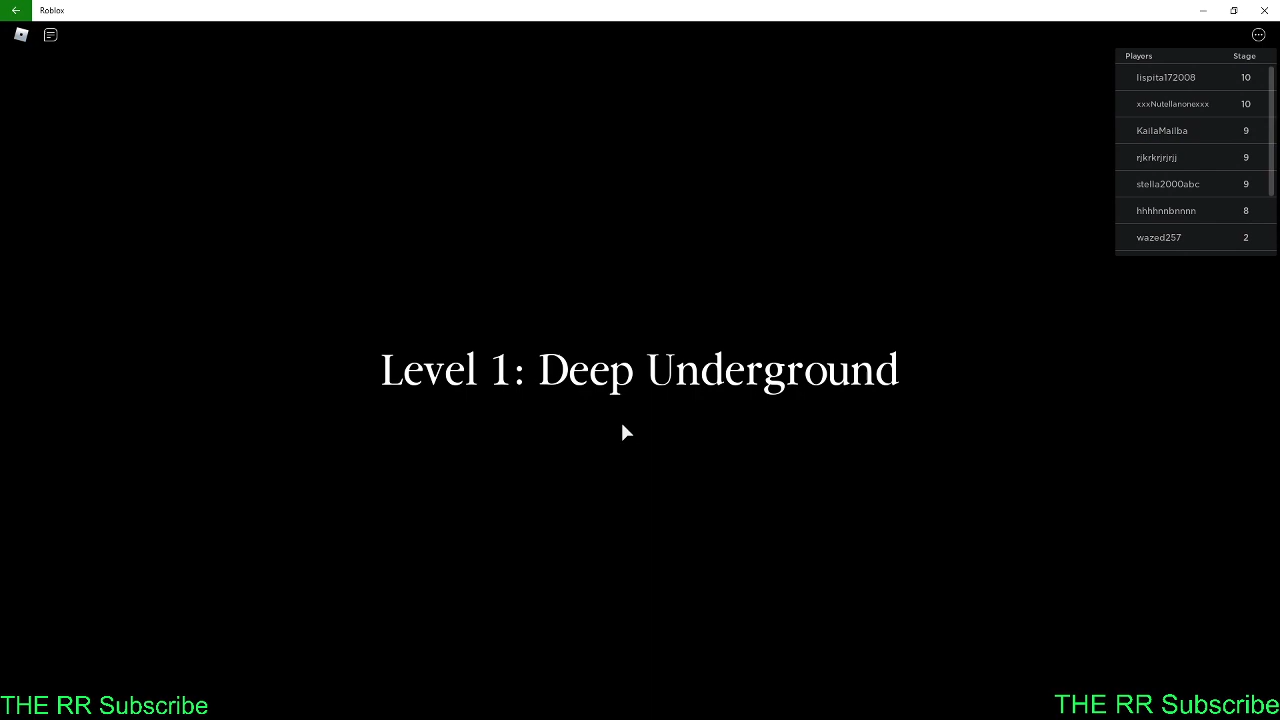 Roblox
Players Stage
lispita172008 10
xxxNutellanonexxx 10
KailaMailba 9
rjkrkrjrjrjj 9
stella2000abc 9
hhhhnnbnnnn 8
wazed257 2
Level 1: Deep Underground
THE RR Subscribe
THE RR Subscribe